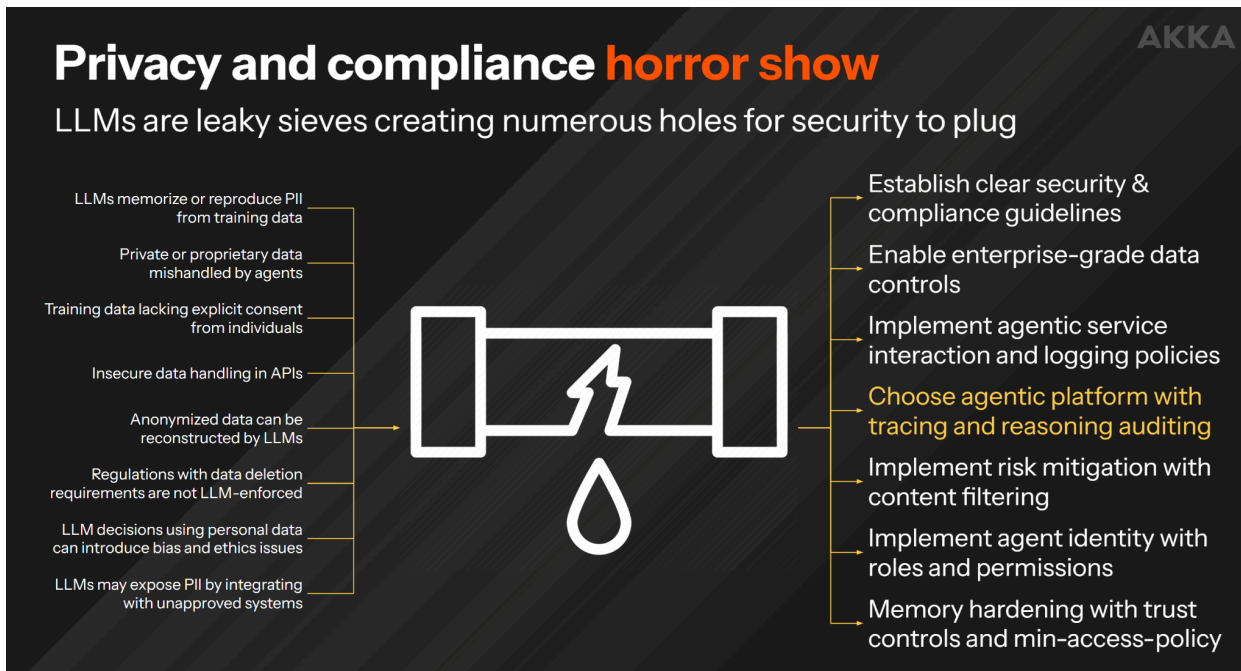 AKKA
Privacy and compliance horror show
LLMs are leaky sieves creating numerous holes for security to plug
LLMs memorize or reproduce PII
from training data
Private or proprietary data
mishandled by agents
Training data lacking explicit consent
from individuals
Insecure data handling in APIs
Anonymized data can be
reconstructed by LLMs
Regulations with data deletion
requirements are not LLM-enforced
LLM decisions using personal data
can introduce bias and ethics issues
LLMs may expose PII by integrating
with unapproved systems
Establish clear security &
compliance guidelines
Enable enterprise-grade data
controls
Implement agentic service
interaction and logging policies
Choose agentic platform with
tracing and reasoning auditing
Implement risk mitigation with
content filtering
Implement agent identity with
roles and permissions
Memory hardening with trust
controls and min-access-policy